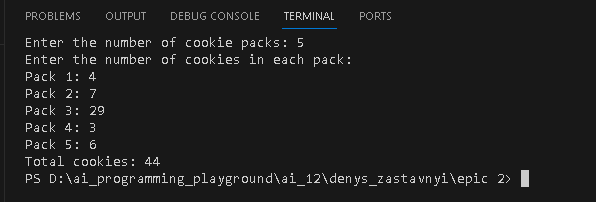 PROBLEMS OUTPUT DEBUG CONSOLE TERMINAL PORTS
Enter the number of cookie packs: 5
Enter the number of cookies in each pack:
Pack 1: 4
Pack 2: 7
Pack 3: 29
Pack 4: 3
Pack 5: 6
Total cookies: 44
PS D:\ai_programming_playground\ai_12\denys_zastavnyi\epic 2>